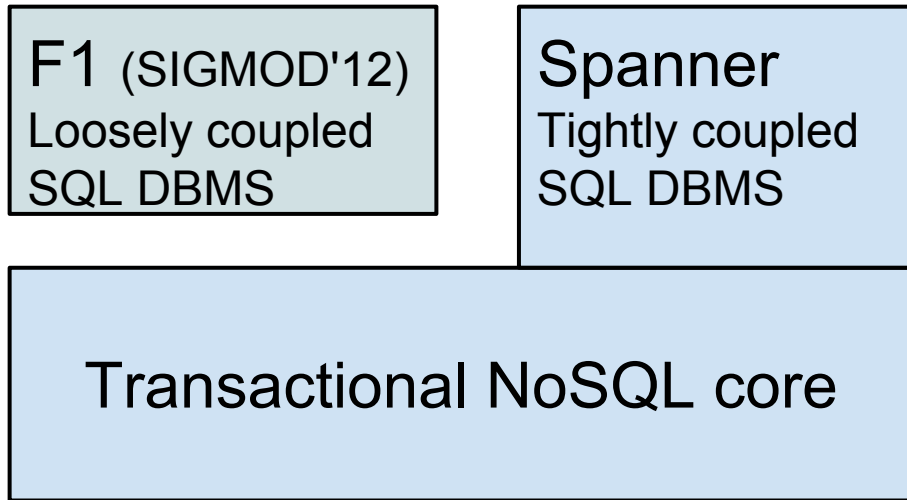 F1 (SIGMOD'12)
Loosely coupled
SQL DBMS
Spanner
Tightly coupled
SQL DBMS
Transactional NoSQL core